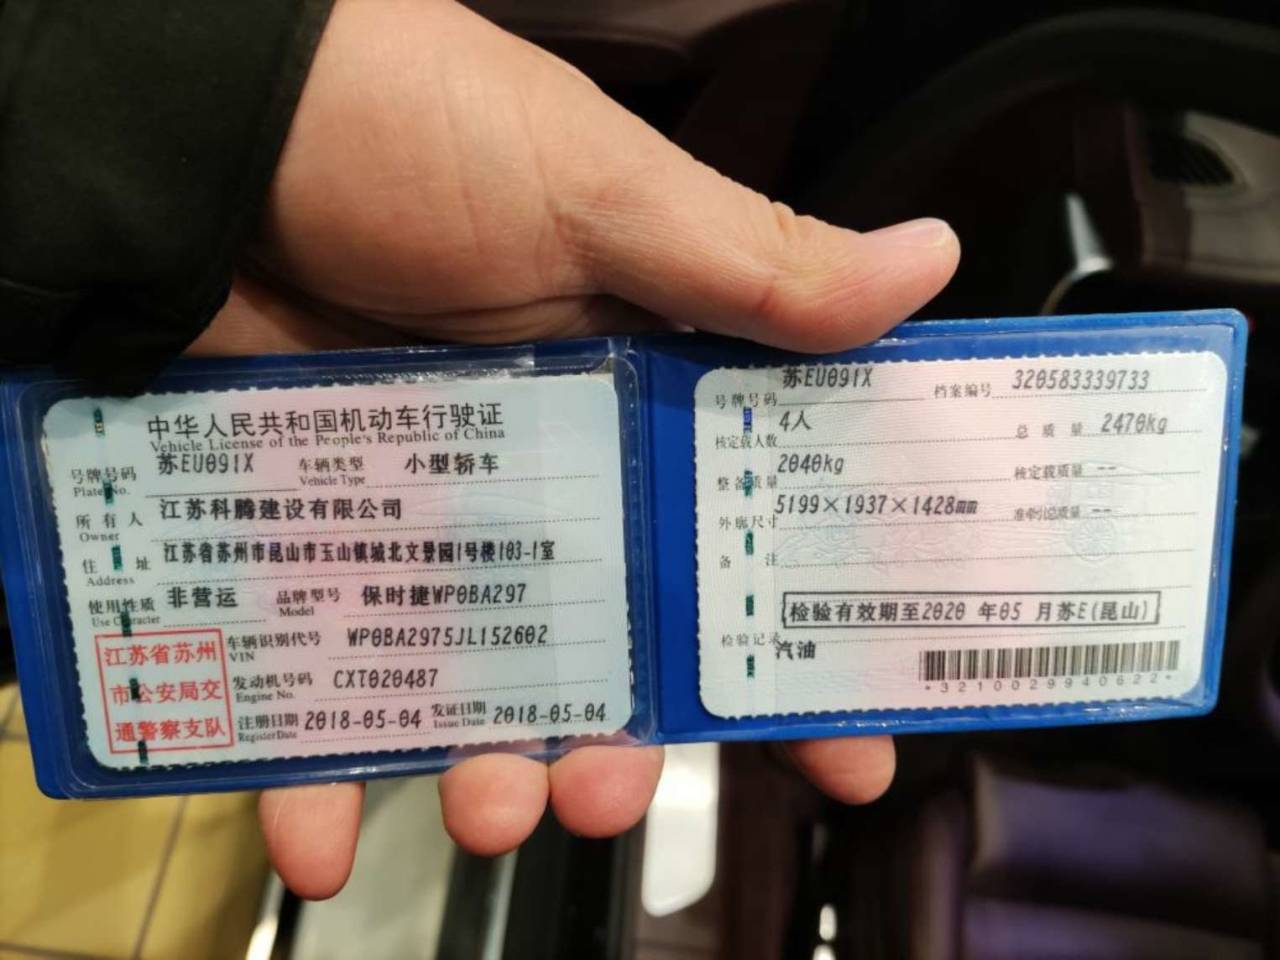 中华人民共和国机动车行驶证
Vehicle License of the People's Republic of China
号牌号码 苏EU091X 车辆类型 小型轿车
Plate No. Vehicle Type
所有人 江苏科腾建设有限公司
Owner
住址 江苏省苏州市昆山市玉山镇城北文景园1号楼103-1室
Address
使用性质 非营运 品牌型号 保时捷WP0BA297
Use Character Model
江苏省苏州
市公安局交
通警察支队
车辆识别代号 WP0BA2975JL152602
VIN
发动机号码 CXT020487
Engine No.
注册日期 2018-05-04 发证日期 2018-05-04
Register Date Issue Date
号牌号码 苏EU091X 档案编号 320583339733
核定载人数 4人 总质量 2470kg
整备质量 2040kg 核定载质量 --
外廓尺寸 5199×1937×1428mm 准牵引总质量 --
备注
检验有效期至2020 年05 月苏E(昆山)
检验记录
汽油
*3210029940622*